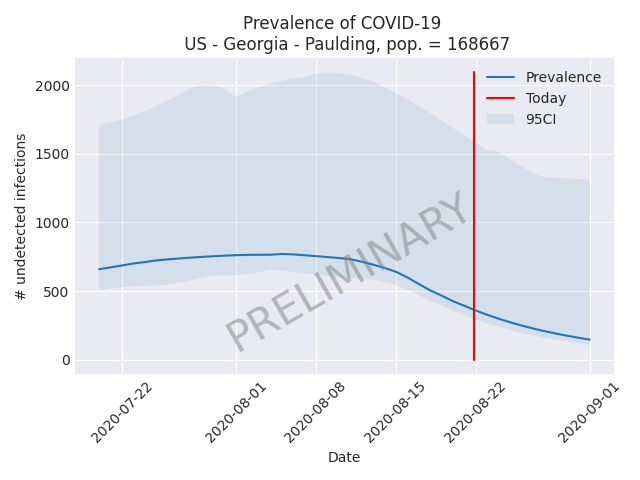 Prevalence of COVID-19
US - Georgia - Paulding, pop. = 168667
Prevalence
Today
95CI
2000
1500
1000
500
0
# undetected infections
PRELIMINARY
2020-07-22
2020-08-01
2020-08-08
2020-08-15
2020-08-22
2020-09-01
Date